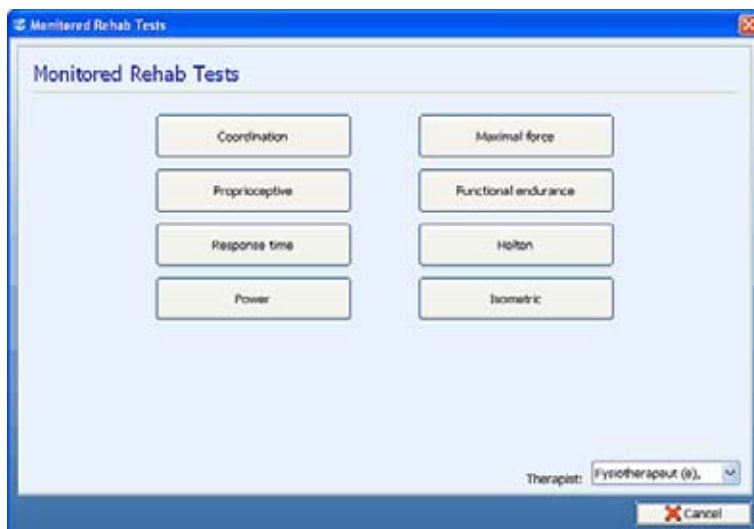 Monitored Rehab Tests
Monitored Rehab Tests
Coordination
Maximal force
Proprioceptive
Functional endurance
Response time
Holton
Power
Isometric
Therapist: Fysiotherapeut (a),
Cancel